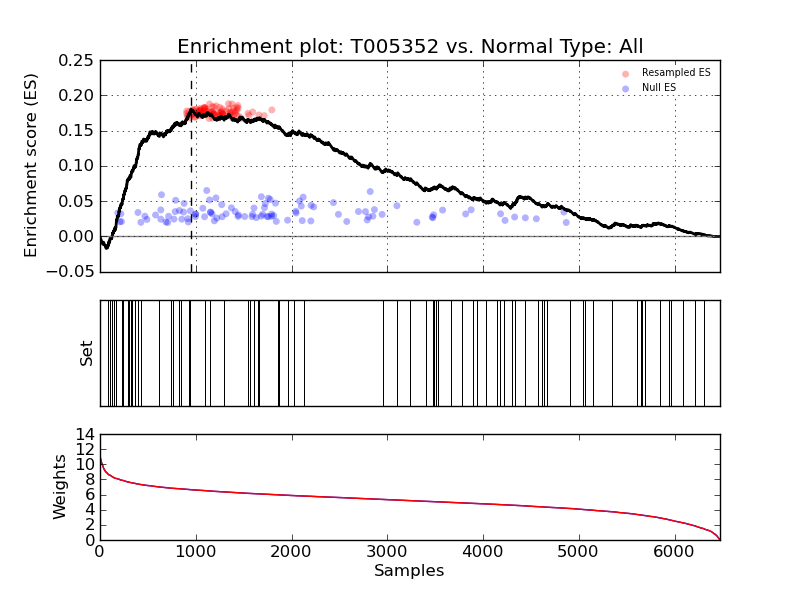 Enrichment plot: T005352 vs. Normal Type: All
Enrichment score (ES)
0.25
0.20
0.15
0.10
0.05
0.00
−0.05
Resampled ES
Null ES
Set
Weights
14
12
10
8
6
4
2
0
0 1000 2000 3000 4000 5000 6000
Samples